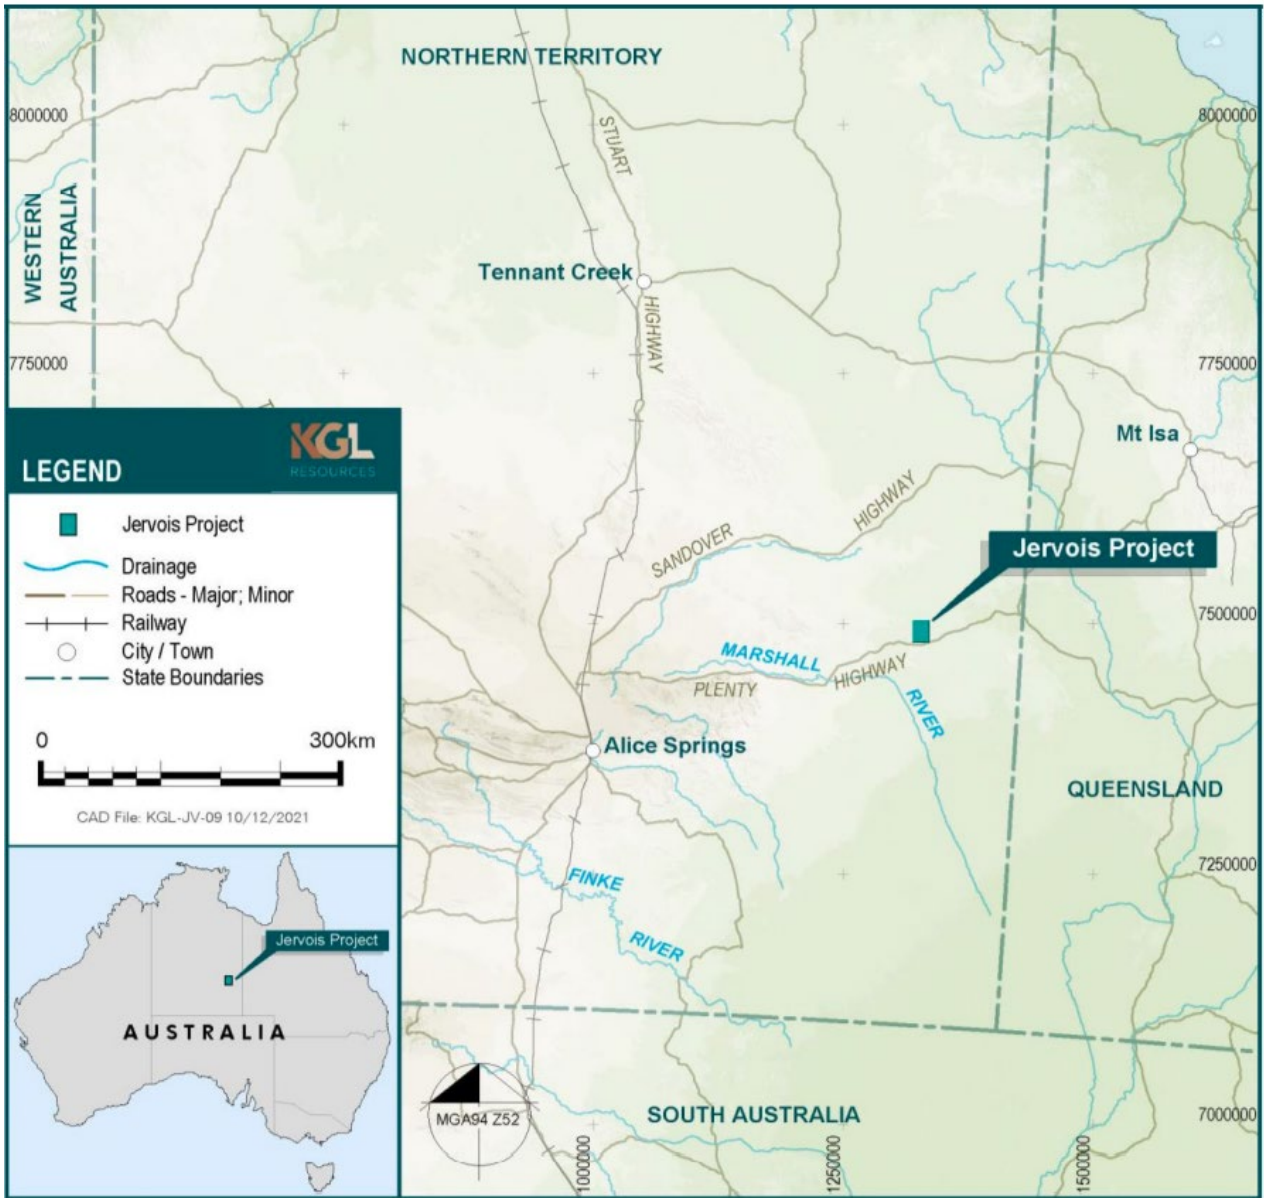 NORTHERN TERRITORY
8000000
8000000
STUART
HIGHWAY
WESTERN
AUSTRALIA
Tennant Creek
7750000
7750000
Mt Isa
KGL
RESOURCES
LEGEND
Jervois Project
Drainage
Roads - Major; Minor
Railway
City / Town
State Boundaries
0 300km
CAD File: KGL-JV-09 10/12/2021
SANDOVER HIGHWAY
Jervois Project
7500000
MARSHALL RIVER
PLENTY HIGHWAY
Alice Springs
QUEENSLAND
7250000
FINKE RIVER
Jervois Project
AUSTRALIA
MGA94 Z52
SOUTH AUSTRALIA
7000000
1000000
1250000
1500000